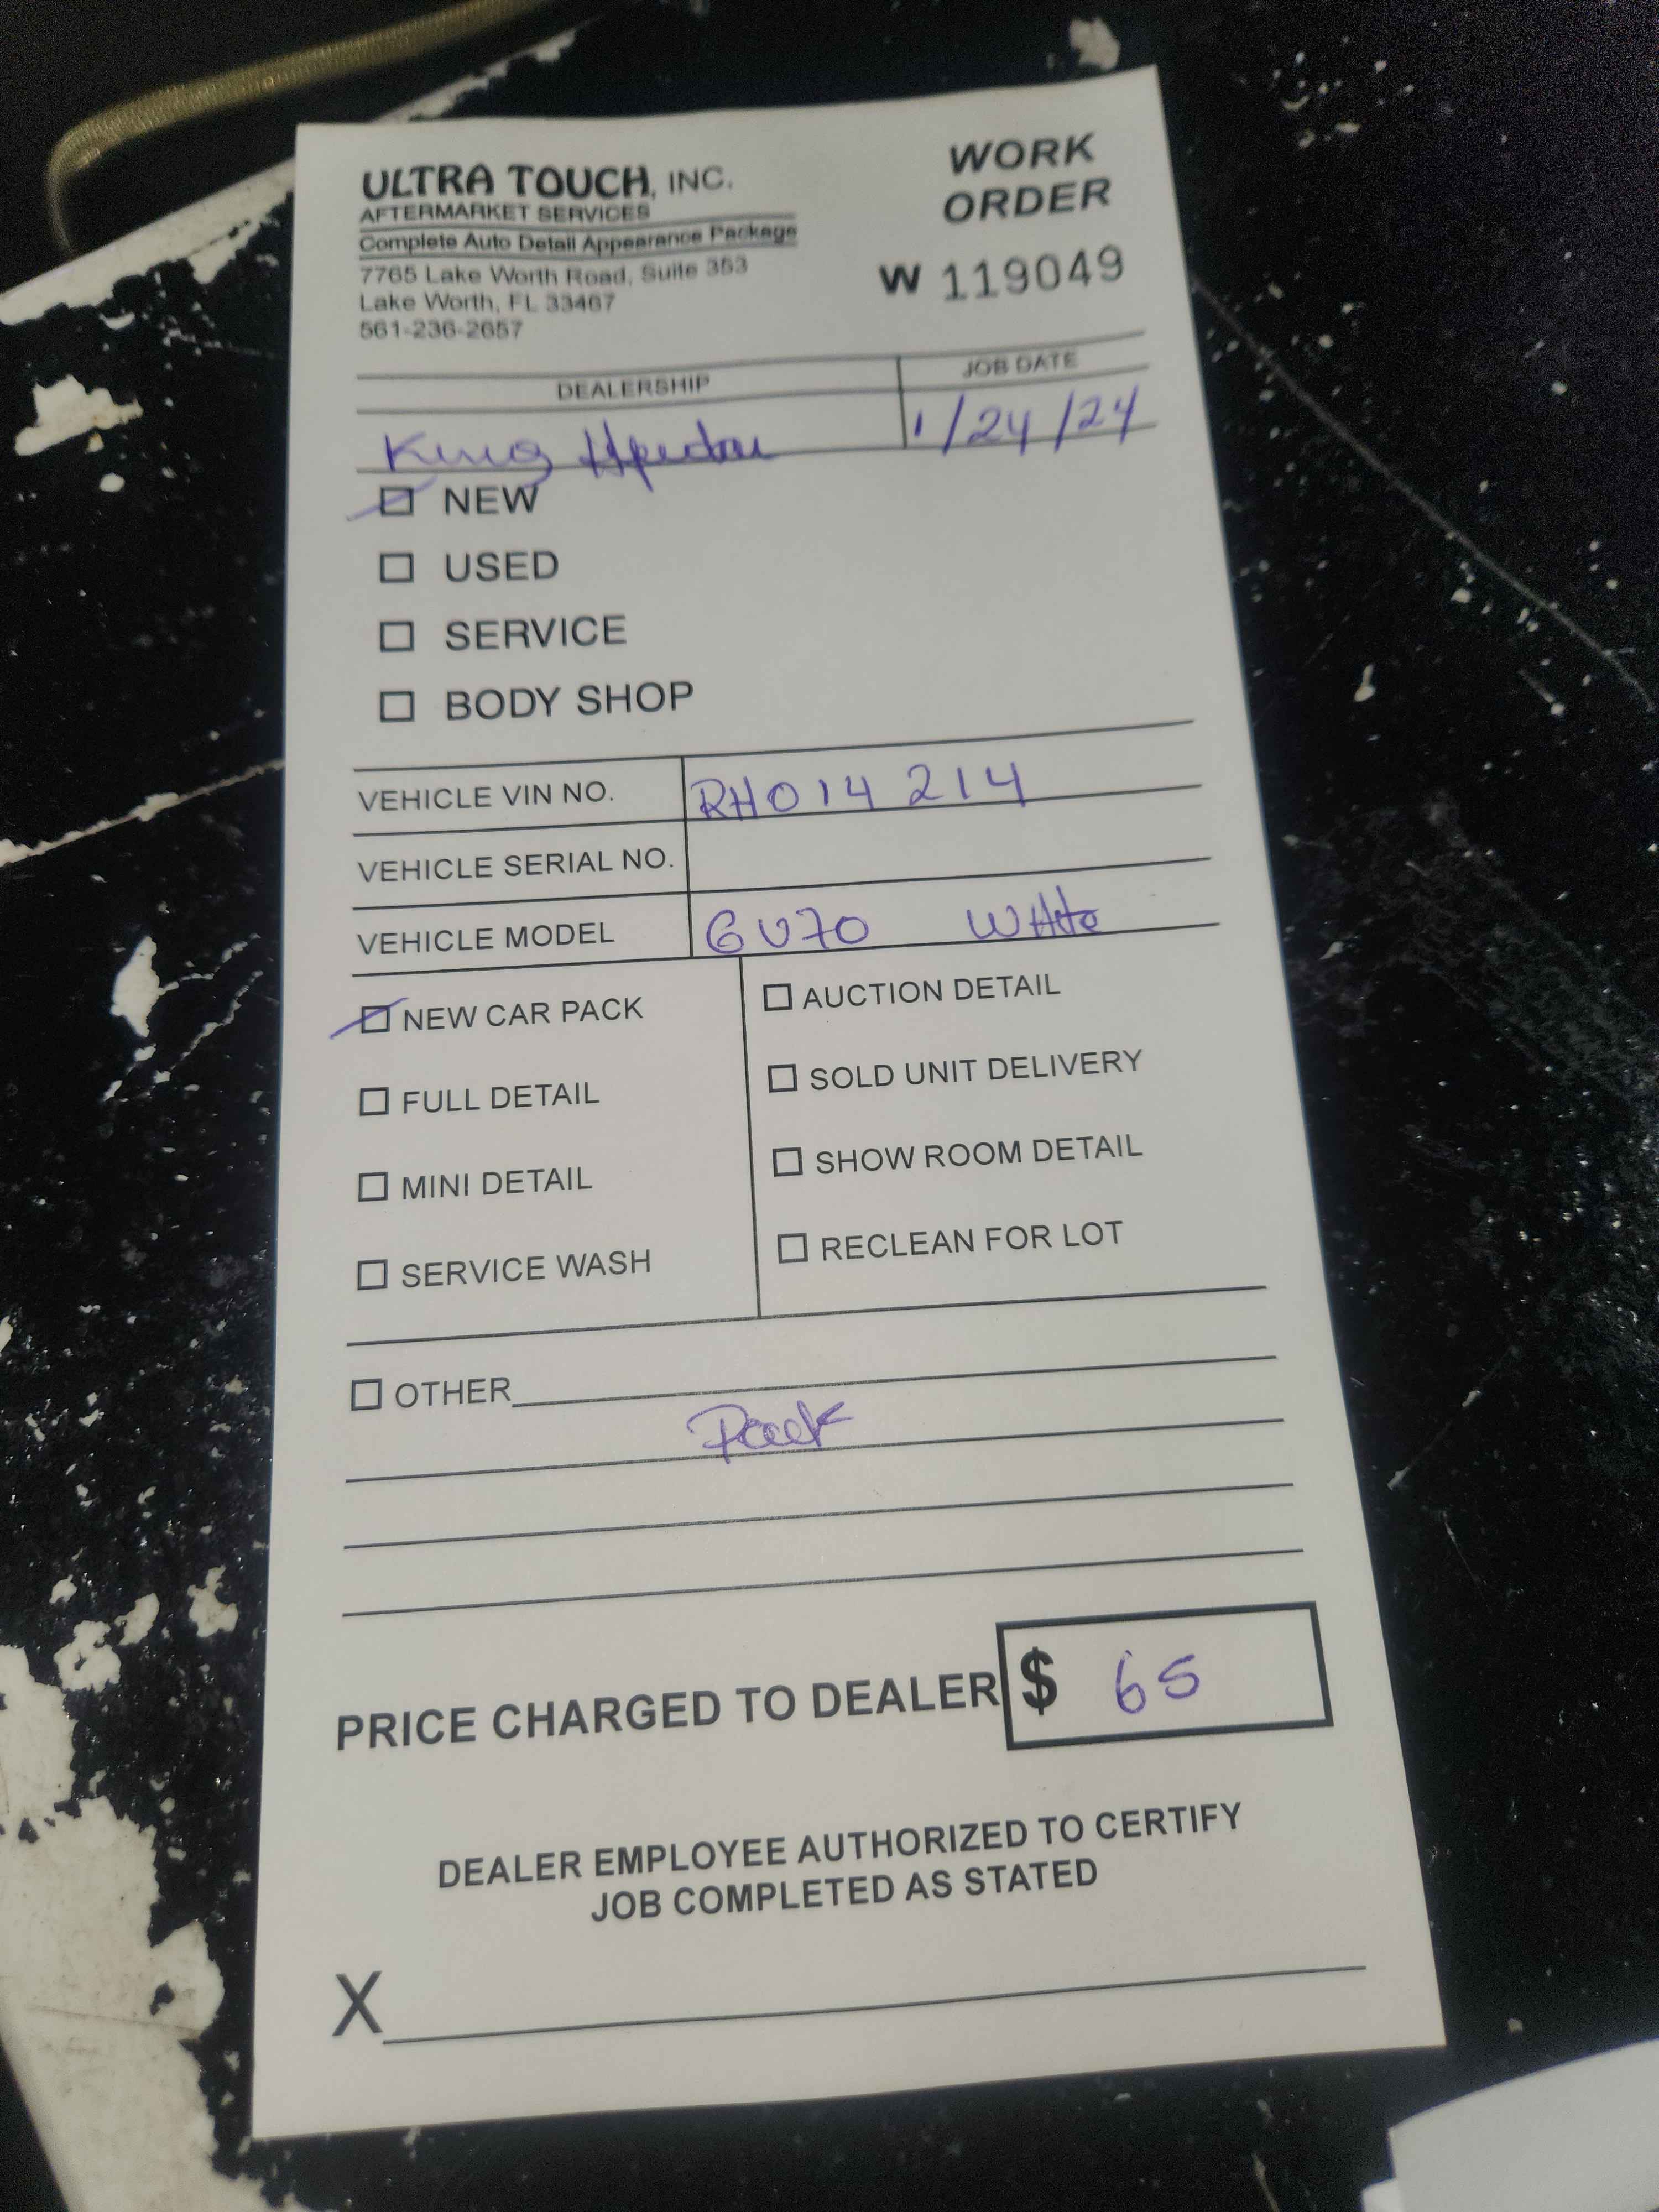 ULTRA TOUCH, INC.
AFTERMARKET SERVICES
Complete Auto Detail Appearance Package
7765 Lake Worth Road, Suite 353
Lake Worth, FL 33467
561-236-2657
WORK
ORDER
W 119049
DEALERSHIP JOB DATE
King 1/24/24
NEW
USED
SERVICE
BODY SHOP
VEHICLE VIN NO. RH014214
VEHICLE SERIAL NO.
VEHICLE MODEL GV70 White
NEW CAR PACK
FULL DETAIL
MINI DETAIL
SERVICE WASH
AUCTION DETAIL
SOLD UNIT DELIVERY
SHOW ROOM DETAIL
RECLEAN FOR LOT
OTHER
Pack
PRICE CHARGED TO DEALER $ 65
DEALER EMPLOYEE AUTHORIZED TO CERTIFY
JOB COMPLETED AS STATED
X